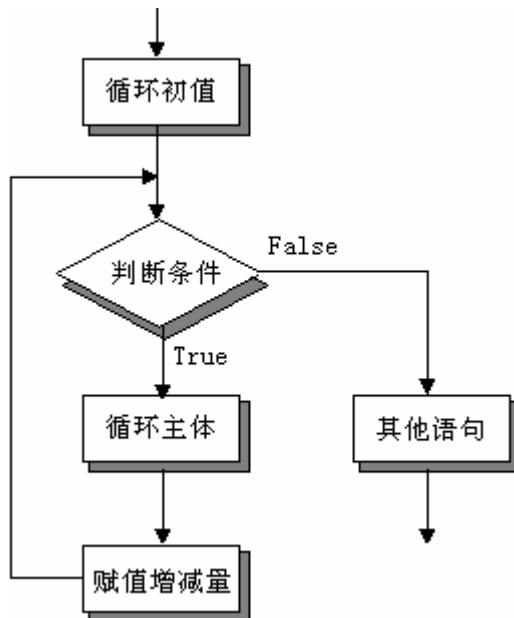 循环初值
判断条件
False
True
循环主体
其他语句
赋值增减量